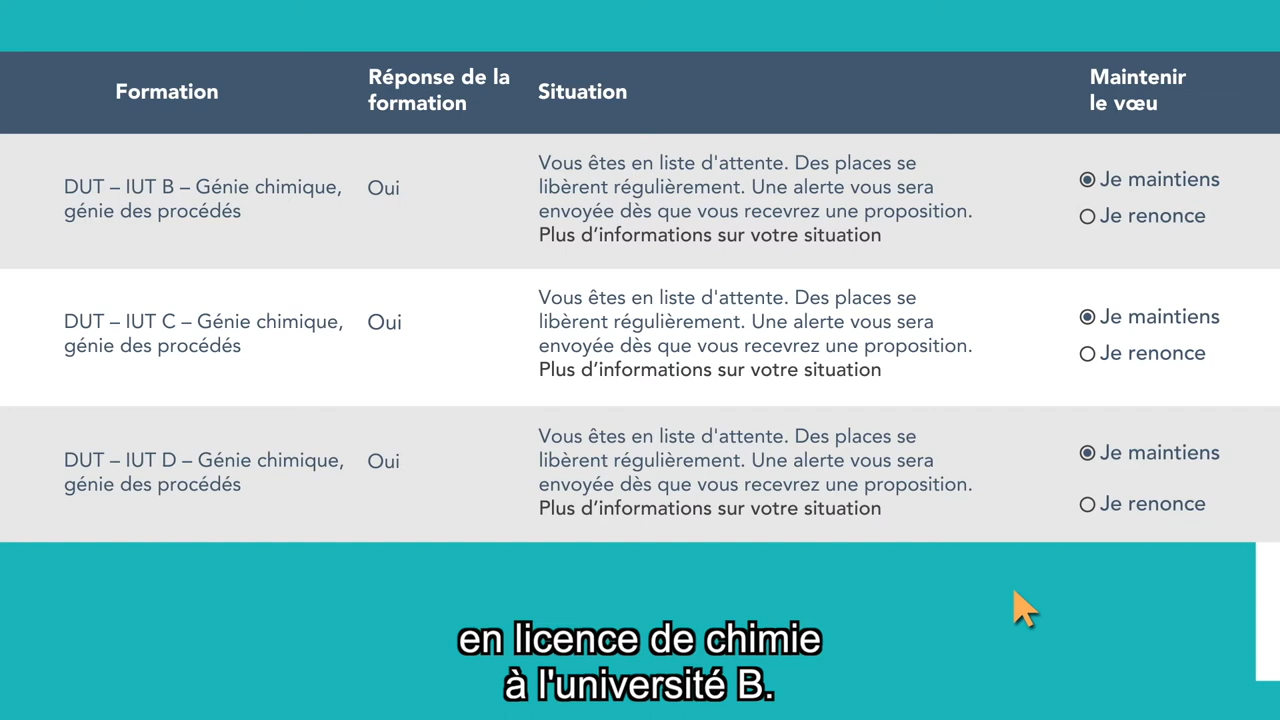 Formation
Réponse de la
formation
Situation
Maintenir
le vœu
DUT – IUT B – Génie chimique,
génie des procédés
Oui
Vous êtes en liste d'attente. Des places se
libèrent régulièrement. Une alerte vous sera
envoyée dès que vous recevrez une proposition.
Plus d’informations sur votre situation
Je maintiens
Je renonce
DUT – IUT C – Génie chimique,
génie des procédés
Oui
Vous êtes en liste d'attente. Des places se
libèrent régulièrement. Une alerte vous sera
envoyée dès que vous recevrez une proposition.
Plus d’informations sur votre situation
Je maintiens
Je renonce
DUT – IUT D – Génie chimique,
génie des procédés
Oui
Vous êtes en liste d'attente. Des places se
libèrent régulièrement. Une alerte vous sera
envoyée dès que vous recevrez une proposition.
Plus d’informations sur votre situation
Je maintiens
Je renonce
en licence de chimie
à l'université B.